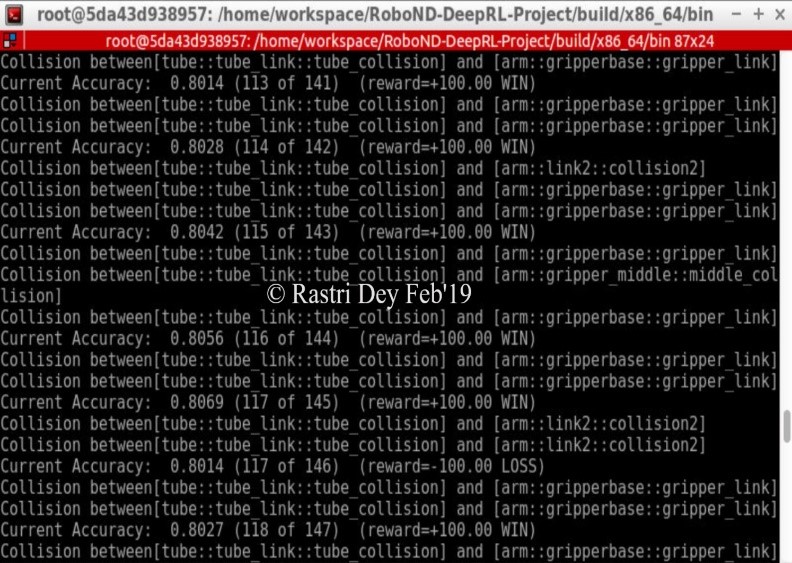 root@5da43d938957: /home/workspace/RoboND-DeepRL-Project/build/x86_64/bin
root@5da43d938957: /home/workspace/RoboND-DeepRL-Project/build/x86_64/bin 87x24
Collision between[tube::tube_link::tube_collision] and [arm::gripperbase::gripper_link]
Current Accuracy:  0.8014 (113 of 141)  (reward=+100.00 WIN)
Collision between[tube::tube_link::tube_collision] and [arm::gripperbase::gripper_link]
Collision between[tube::tube_link::tube_collision] and [arm::gripperbase::gripper_link]
Current Accuracy:  0.8028 (114 of 142)  (reward=+100.00 WIN)
Collision between[tube::tube_link::tube_collision] and [arm::link2::collision2]
Collision between[tube::tube_link::tube_collision] and [arm::gripperbase::gripper_link]
Collision between[tube::tube_link::tube_collision] and [arm::gripperbase::gripper_link]
Current Accuracy:  0.8042 (115 of 143)  (reward=+100.00 WIN)
Collision between[tube::tube_link::tube_collision] and [arm::gripperbase::gripper_link]
Collision between[tube::tube_link::tube_collision] and [arm::gripper_middle::middle_col
lision]
© Rastri Dey Feb'19
Collision between[tube::tube_link::tube_collision] and [arm::gripperbase::gripper_link]
Current Accuracy:  0.8056 (116 of 144)  (reward=+100.00 WIN)
Collision between[tube::tube_link::tube_collision] and [arm::gripperbase::gripper_link]
Collision between[tube::tube_link::tube_collision] and [arm::gripperbase::gripper_link]
Current Accuracy:  0.8069 (117 of 145)  (reward=+100.00 WIN)
Collision between[tube::tube_link::tube_collision] and [arm::link2::collision2]
Collision between[tube::tube_link::tube_collision] and [arm::link2::collision2]
Current Accuracy:  0.8014 (117 of 146)  (reward=-100.00 LOSS)
Collision between[tube::tube_link::tube_collision] and [arm::gripperbase::gripper_link]
Collision between[tube::tube_link::tube_collision] and [arm::gripperbase::gripper_link]
Current Accuracy:  0.8027 (118 of 147)  (reward=+100.00 WIN)
Collision between[tube::tube_link::tube_collision] and [arm::gripperbase::gripper_link]